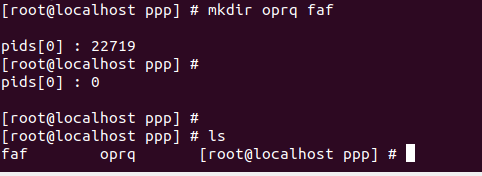 [root@localhost ppp] # mkdir oprq faf
pids[0] : 22719
[root@localhost ppp] #
pids[0] : 0
[root@localhost ppp] #
[root@localhost ppp] # ls
faf oprq [root@localhost ppp] #